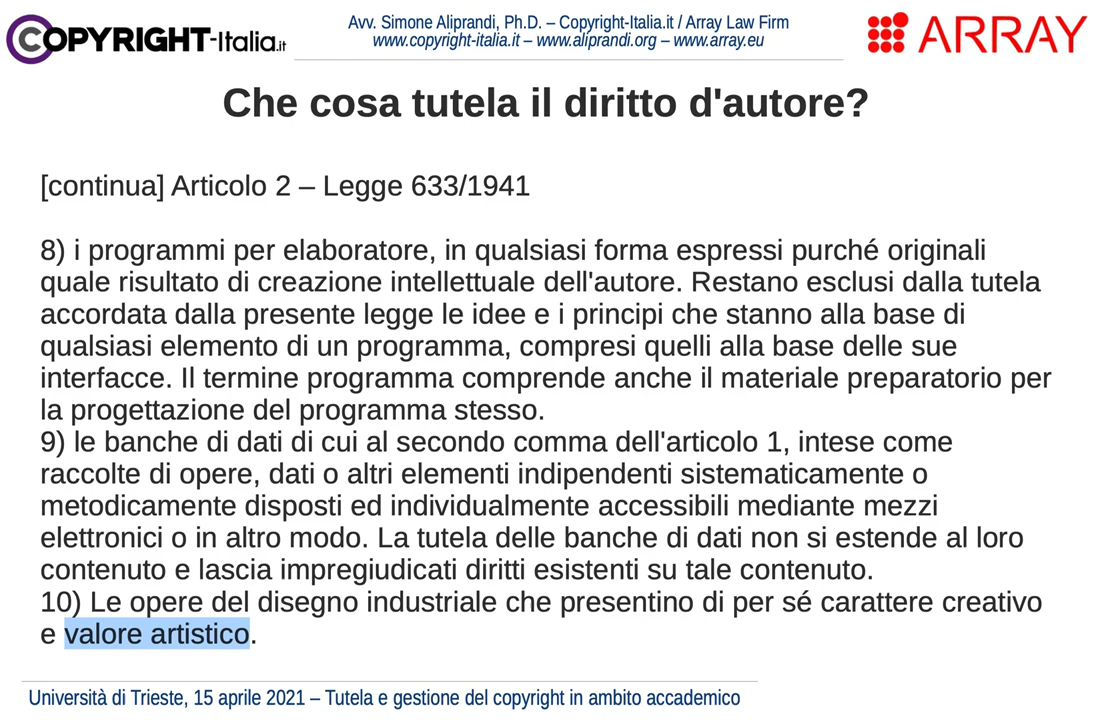 COPYRIGHT-Italia.it
Avv. Simone Aliprandi, Ph.D. – Copyright-Italia.it / Array Law Firm
www.copyright-italia.it – www.aliprandi.org – www.array.eu
ARRAY
Che cosa tutela il diritto d'autore?
[continua] Articolo 2 – Legge 633/1941
8) i programmi per elaboratore, in qualsiasi forma espressi purché originali
quale risultato di creazione intellettuale dell'autore. Restano esclusi dalla tutela
accordata dalla presente legge le idee e i principi che stanno alla base di
qualsiasi elemento di un programma, compresi quelli alla base delle sue
interfacce. Il termine programma comprende anche il materiale preparatorio per
la progettazione del programma stesso.
9) le banche di dati di cui al secondo comma dell'articolo 1, intese come
raccolte di opere, dati o altri elementi indipendenti sistematicamente o
metodicamente disposti ed individualmente accessibili mediante mezzi
elettronici o in altro modo. La tutela delle banche di dati non si estende al loro
contenuto e lascia impregiudicati diritti esistenti su tale contenuto.
10) Le opere del disegno industriale che presentino di per sé carattere creativo
e valore artistico.
Università di Trieste, 15 aprile 2021 – Tutela e gestione del copyright in ambito accademico